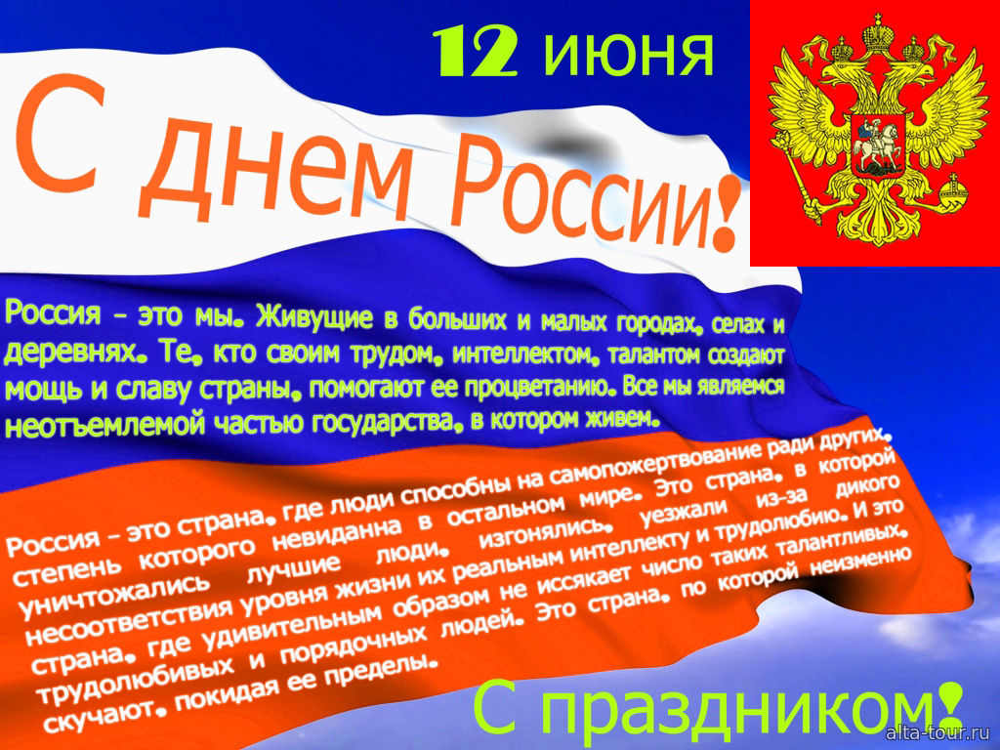 12 июня
С днем России!
Россия – это мы. Живущие в больших и малых городах, селах и
деревнях. Те, кто своим трудом, интеллектом, талантом создают
мощь и славу страны, помогают ее процветанию. Все мы являемся
неотъемлемой частью государства, в котором живем.
Россия – это страна, где люди способны на самопожертвование ради других,
степень которого невиданна в остальном мире. Это страна, в которой
уничтожались лучшие люди, изгонялись, уезжали из-за дикого
несоответствия уровня жизни их реальным интеллекту и трудолюбию. И это
страна, где удивительным образом не иссякает число таких талантливых,
трудолюбивых и порядочных людей. Это страна, по которой неизменно
скучают, покидая ее пределы.
С праздником!
alta-tour.ru